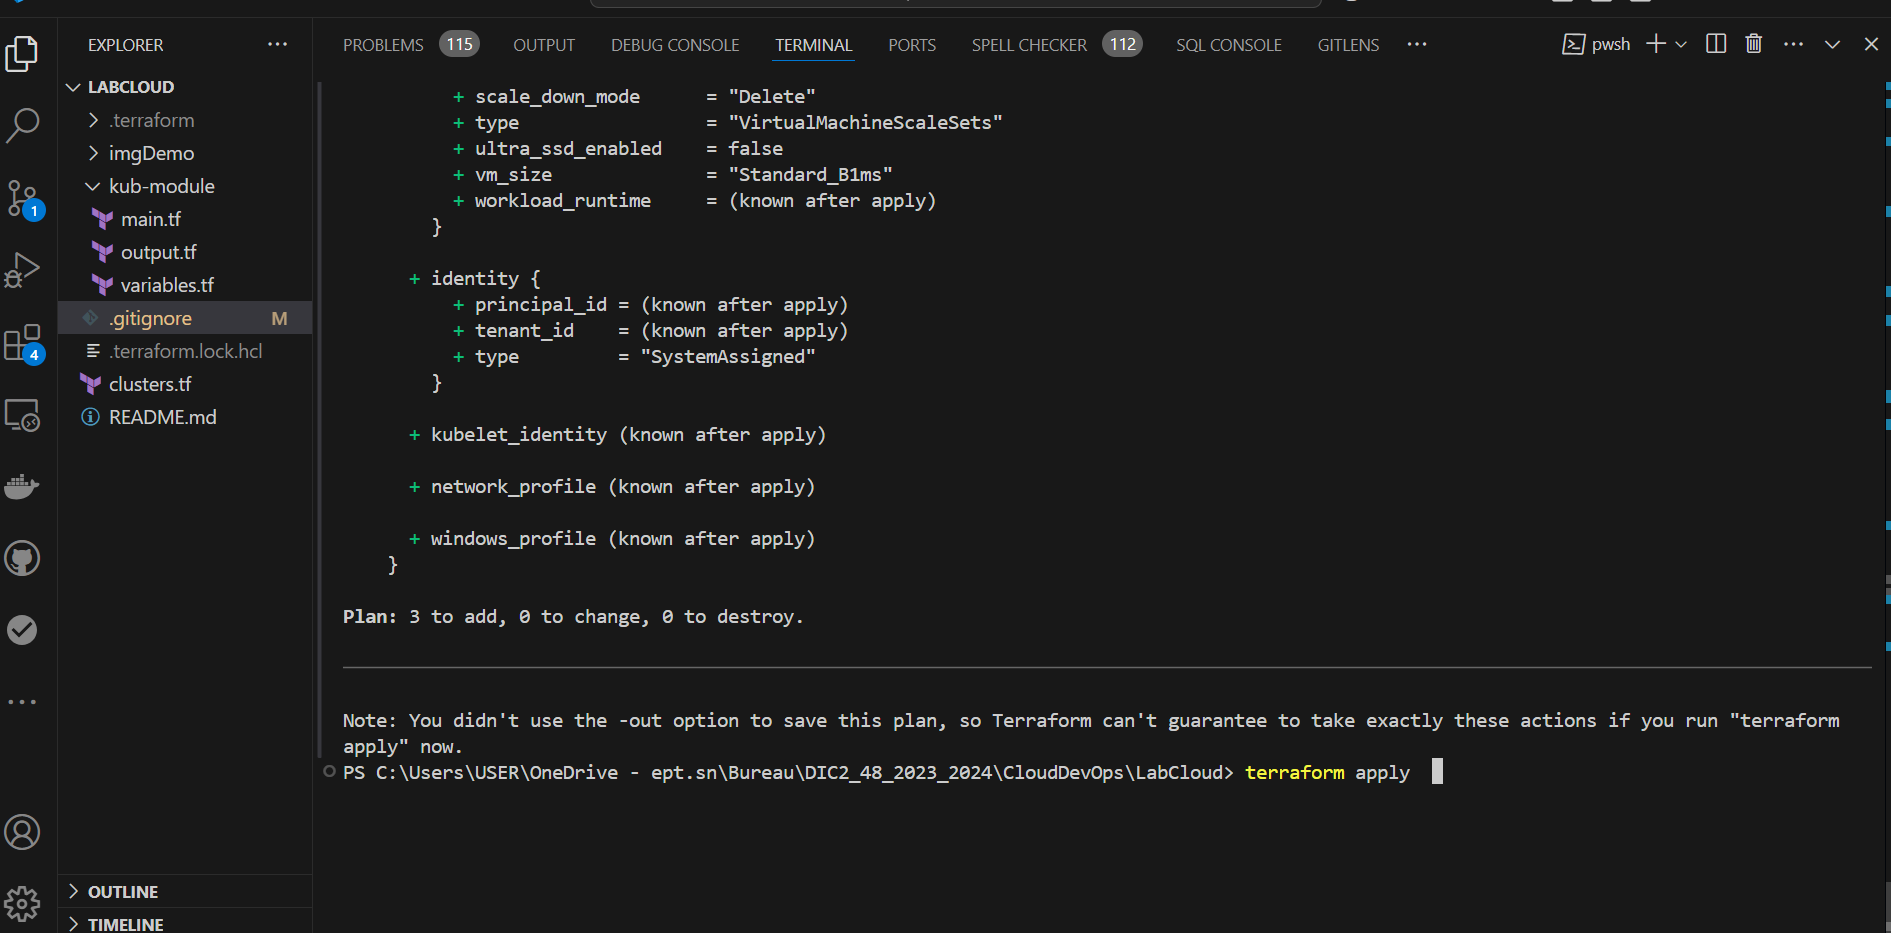 EXPLORER
LABCLOUD
.terraform
imgDemo
kub-module
main.tf
output.tf
variables.tf
.gitignore M
.terraform.lock.hcl
clusters.tf
README.md
OUTLINE
TIMELINE
1
4
PROBLEMS 115 OUTPUT DEBUG CONSOLE TERMINAL PORTS SPELL CHECKER 112 SQL CONSOLE GITLENS
pwsh
+ scale_down_mode = "Delete"
+ type = "VirtualMachineScaleSets"
+ ultra_ssd_enabled = false
+ vm_size = "Standard_B1ms"
+ workload_runtime = (known after apply)
}
+ identity {
+ principal_id = (known after apply)
+ tenant_id = (known after apply)
+ type = "SystemAssigned"
}
+ kubelet_identity (known after apply)
+ network_profile (known after apply)
+ windows_profile (known after apply)
}
Plan: 3 to add, 0 to change, 0 to destroy.
Note: You didn't use the -out option to save this plan, so Terraform can't guarantee to take exactly these actions if you run "terraform
apply" now.
PS C:\Users\USER\OneDrive - ept.sn\Bureau\DIC2_48_2023_2024\CloudDevOps\LabCloud> terraform apply